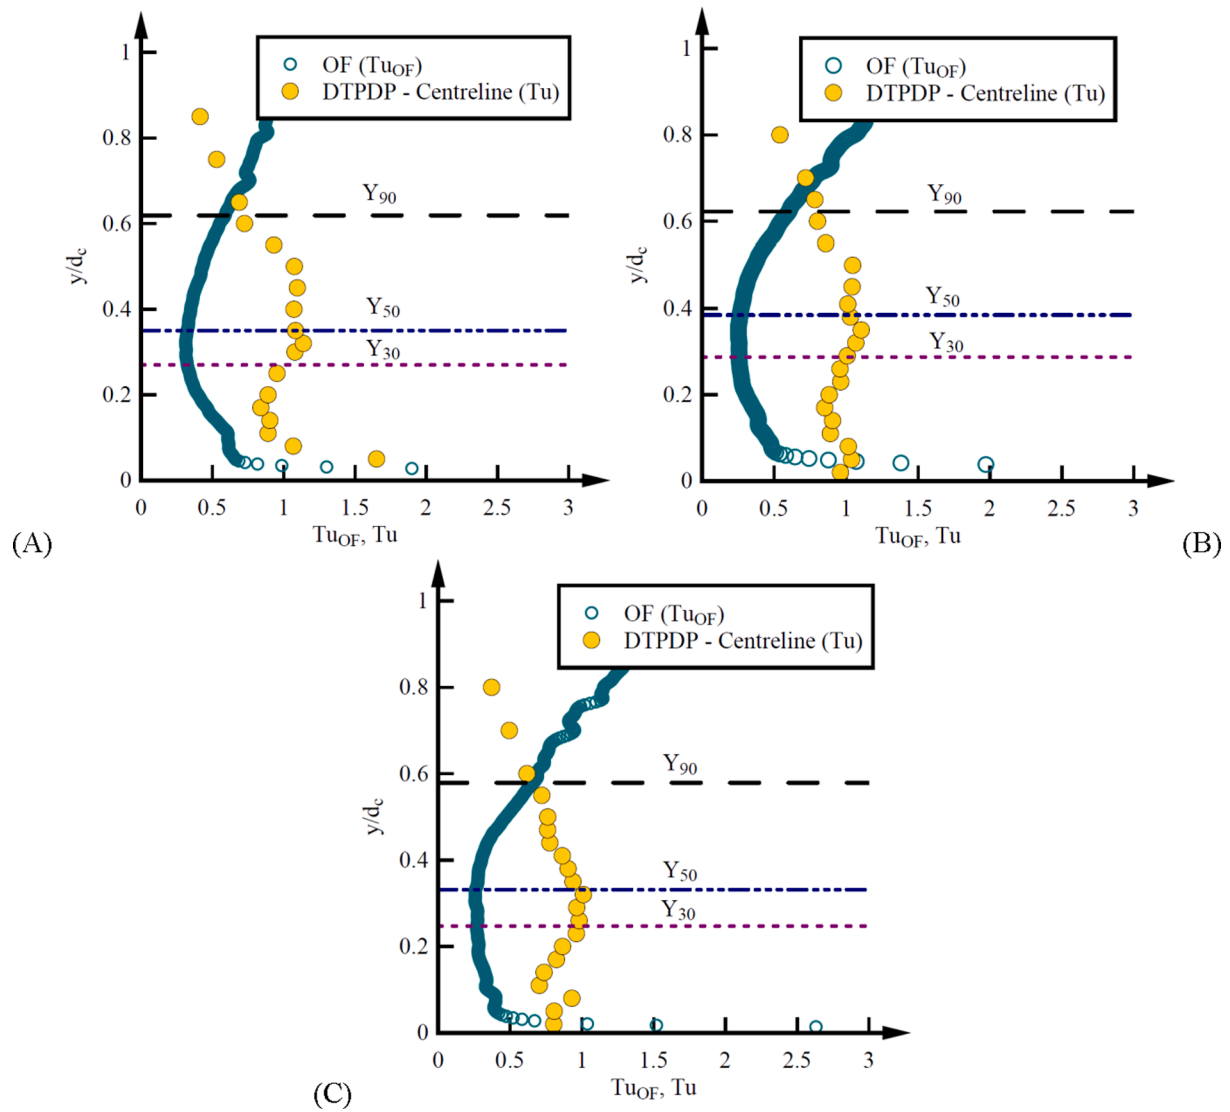 1
OF (TuOF)
DTPDP - Centreline (Tu)
0.8
Y90
0.6
y/dc
0.4
Y50
Y30
0.2
0
0 0.5 1 1.5 2 2.5 3
TuOF, Tu
(A)
1
OF (TuOF)
DTPDP - Centreline (Tu)
0.8
Y90
0.6
y/dc
0.4
Y50
Y30
0.2
0
0 0.5 1 1.5 2 2.5 3
TuOF, Tu
(B)
1
OF (TuOF)
DTPDP - Centreline (Tu)
0.8
Y90
0.6
y/dc
0.4
Y50
Y30
0.2
0
0 0.5 1 1.5 2 2.5 3
TuOF, Tu
(C)